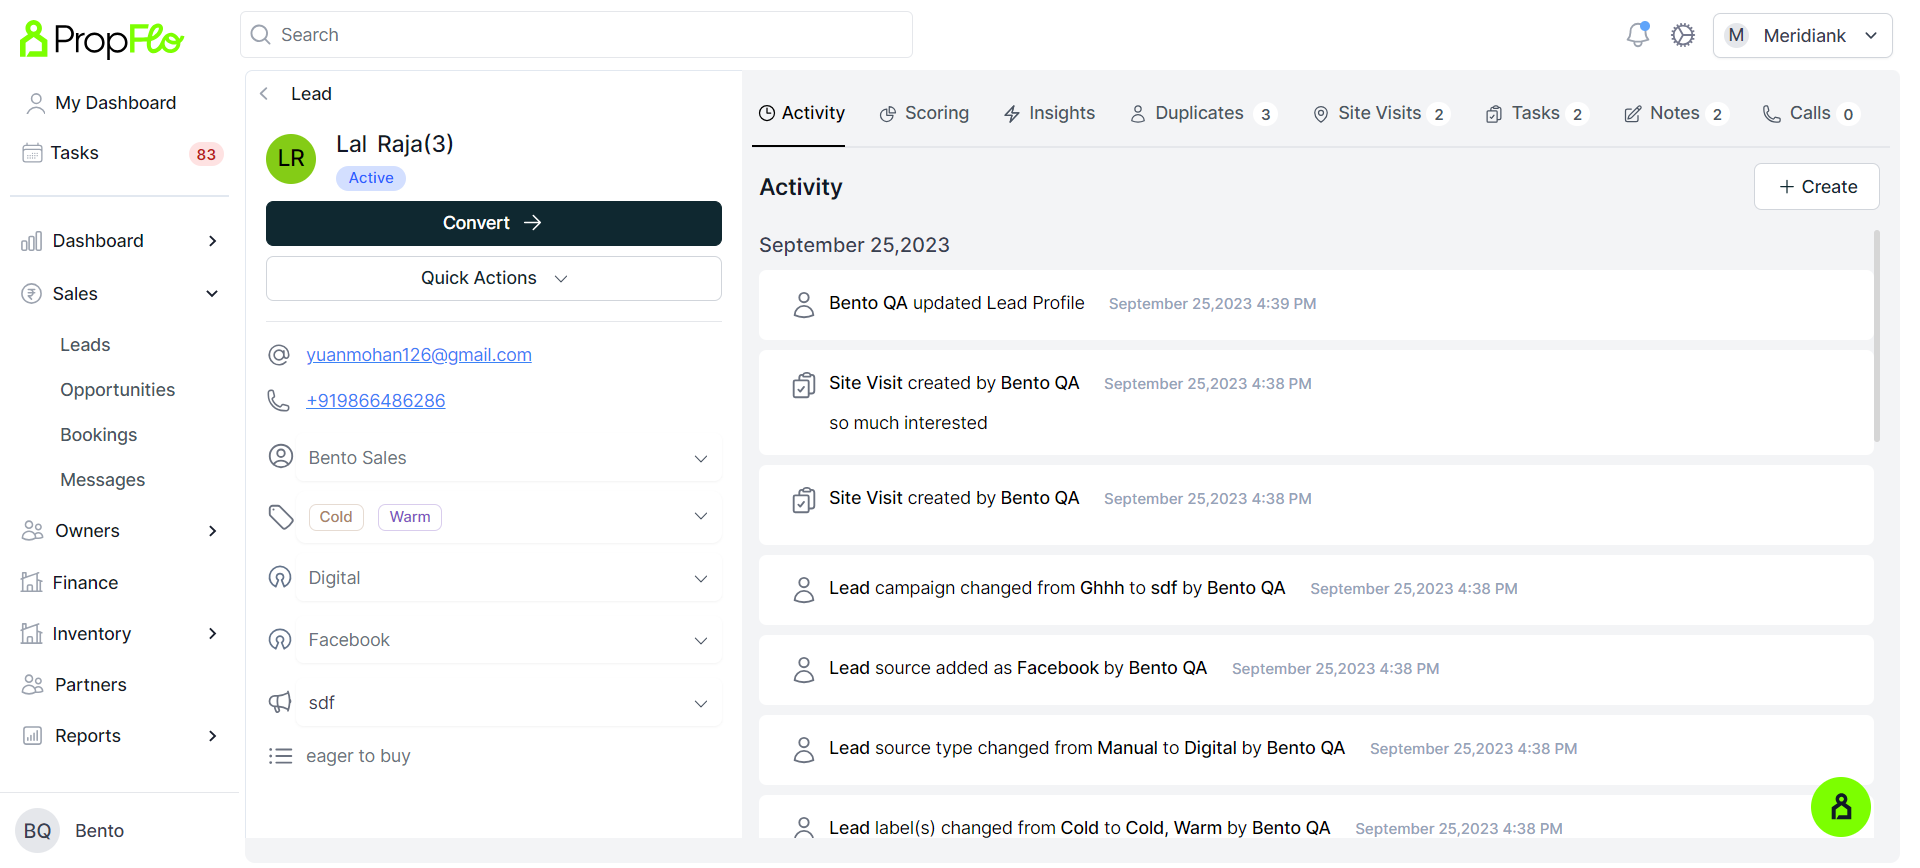 PropFlo
Search
M Meridiank
My Dashboard
Tasks 83
Dashboard
Sales
Leads
Opportunities
Bookings
Messages
Owners
Finance
Inventory
Partners
Reports
BQ Bento
Lead
LR
Lal Raja(3)
Active
Convert
Quick Actions
yuanmohan126@gmail.com
+919866486286
Bento Sales
Cold Warm
Digital
Facebook
sdf
eager to buy
Activity Scoring Insights Duplicates 3 Site Visits 2 Tasks 2 Notes 2 Calls 0
Activity
+ Create
September 25,2023
Bento QA updated Lead Profile September 25,2023 4:39 PM
Site Visit created by Bento QA September 25,2023 4:38 PM
so much interested
Site Visit created by Bento QA September 25,2023 4:38 PM
Lead campaign changed from Ghhh to sdf by Bento QA September 25,2023 4:38 PM
Lead source added as Facebook by Bento QA September 25,2023 4:38 PM
Lead source type changed from Manual to Digital by Bento QA September 25,2023 4:38 PM
Lead label(s) changed from Cold to Cold, Warm by Bento QA September 25,2023 4:38 PM